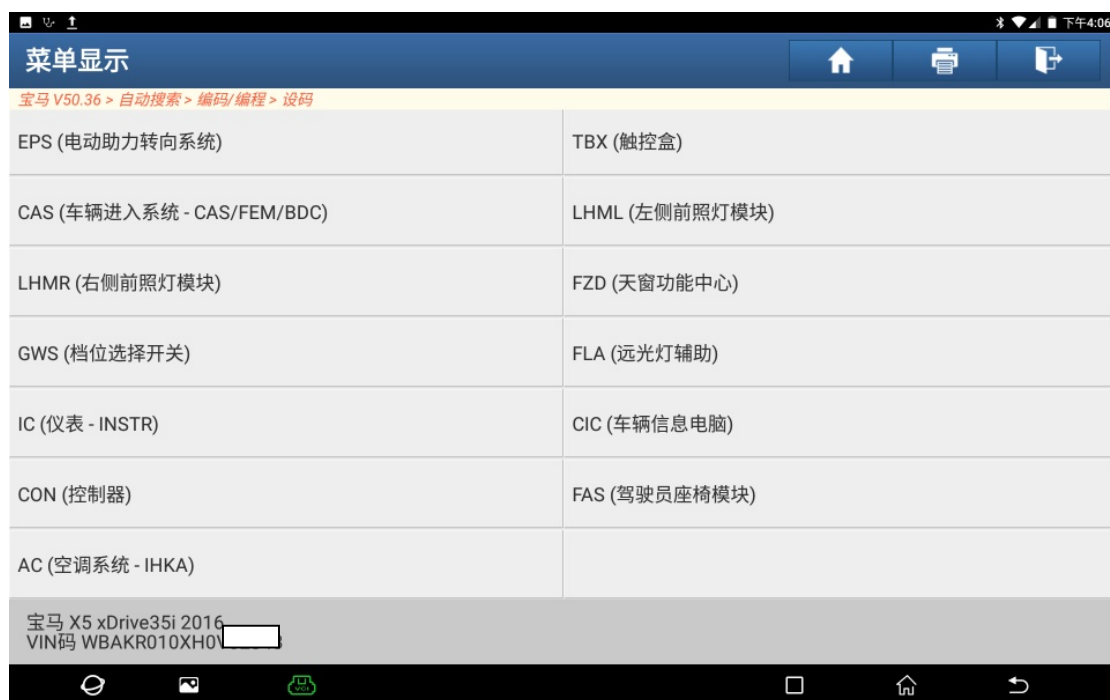 下午4:06
菜单显示
宝马 V50.36 > 自动搜索 > 编码/编程 > 设码
EPS (电动助力转向系统)
TBX (触控盒)
CAS (车辆进入系统 - CAS/FEM/BDC)
LHML (左侧前照灯模块)
LHMR (右侧前照灯模块)
FZD (天窗功能中心)
GWS (档位选择开关)
FLA (远光灯辅助)
IC (仪表 - INSTR)
CIC (车辆信息电脑)
CON (控制器)
FAS (驾驶员座椅模块)
AC (空调系统 - IHKA)
宝马 X5 xDrive35i 2016
VIN码 WBAKR010XH0
VCI